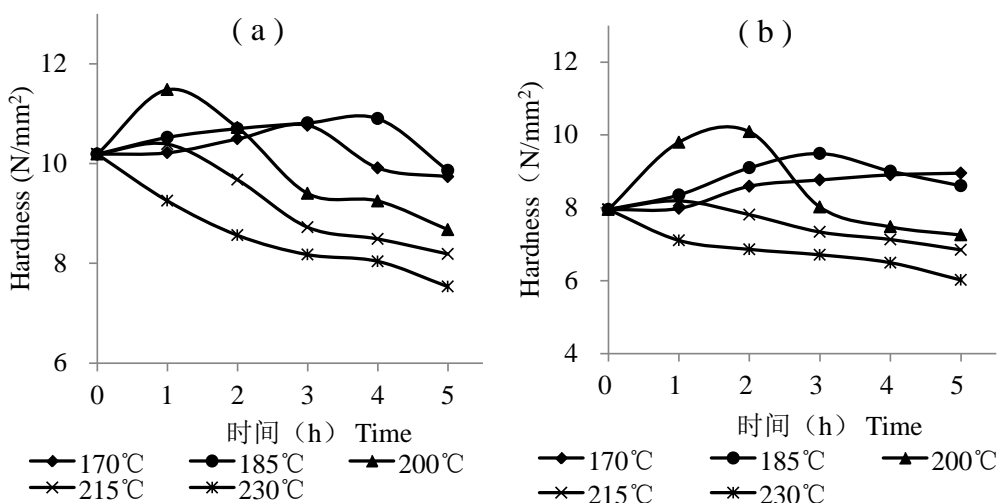 ( a )
Hardness (N/mm²)
12
10
8
6
0 1 2 3 4 5
时间（h） Time
170℃ 185℃ 200℃
215℃ 230℃
( b )
Hardness（N/mm²）
12
10
8
6
4
0 1 2 3 4 5
时间（h） Time
170℃ 185℃ 200℃
215℃ 230℃